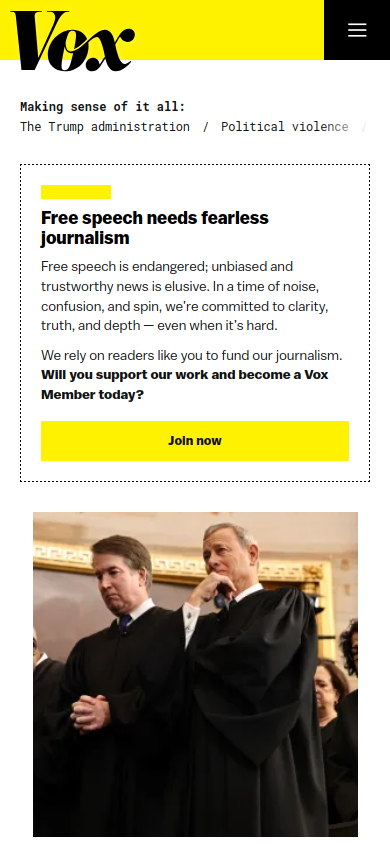 Vox
Making sense of it all:
The Trump administration / Political violence /
Free speech needs fearless
journalism
Free speech is endangered; unbiased and
trustworthy news is elusive. In a time of noise,
confusion, and spin, we’re committed to clarity,
truth, and depth — even when it’s hard.
We rely on readers like you to fund our journalism.
Will you support our work and become a Vox
Member today?
Join now